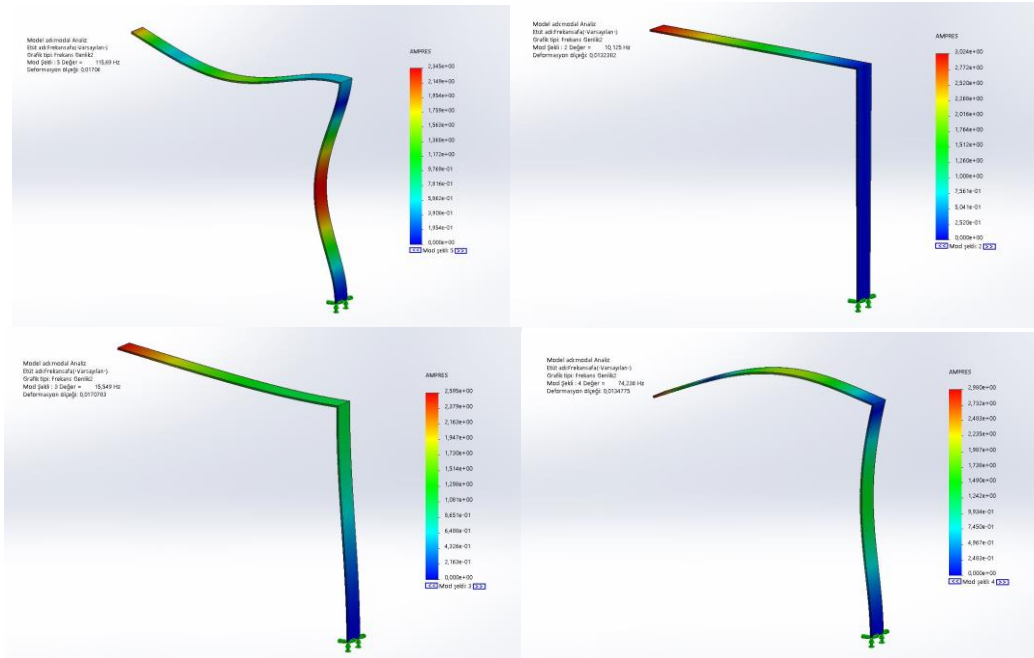 Model adı:modal Analiz
Etüt adı:Frekansafa(-Varsayılan-)
Grafik tipi: Frekans Genlik2
Mod Şekli : 5 Değer = 115,69 Hz
Deformasyon ölçeği: 0,01706
AMPRES
2,345e+00
2,149e+00
1,954e+00
1,759e+00
1,563e+00
1,368e+00
1,172e+00
9,769e-01
7,816e-01
5,862e-01
3,908e-01
1,954e-01
0,000e+00
<< Mod şekli: 5 >>
Model adı:modal Analiz
Etüt adı:Frekansafa(-Varsayılan-)
Grafik tipi: Frekans Genlik2
Mod Şekli : 2 Değer = 10,125 Hz
Deformasyon ölçeği: 0,0132392
AMPRES
3,024e+00
2,772e+00
2,520e+00
2,268e+00
2,016e+00
1,764e+00
1,512e+00
1,260e+00
1,008e+00
7,561e-01
5,041e-01
2,520e-01
0,000e+00
<< Mod şekli: 2 >>
Model adı:modal Analiz
Etüt adı:Frekansafa(-Varsayılan-)
Grafik tipi: Frekans Genlik2
Mod Şekli : 3 Değer = 15,549 Hz
Deformasyon ölçeği: 0,0170703
AMPRES
2,595e+00
2,379e+00
2,163e+00
1,947e+00
1,730e+00
1,514e+00
1,298e+00
1,081e+00
8,651e-01
6,488e-01
4,326e-01
2,163e-01
0,000e+00
<< Mod şekli: 3 >>
Model adı:modal Analiz
Etüt adı:Frekansafa(-Varsayılan-)
Grafik tipi: Frekans Genlik2
Mod Şekli : 4 Değer = 74,236 Hz
Deformasyon ölçeği: 0,0134775
AMPRES
2,980e+00
2,732e+00
2,483e+00
2,235e+00
1,987e+00
1,738e+00
1,490e+00
1,242e+00
9,934e-01
7,450e-01
4,967e-01
2,483e-01
0,000e+00
<< Mod şekli: 4 >>